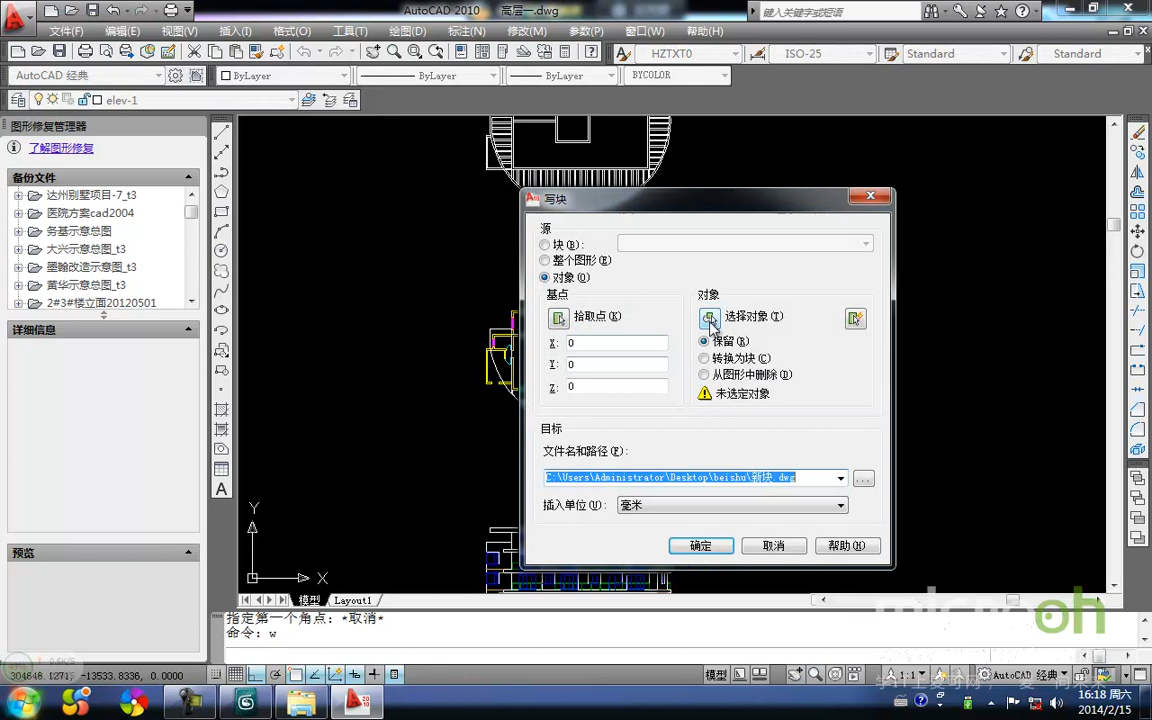 AutoCAD 2010 高层一.dwg
键入关键字或短语
文件(F) 编辑(E) 视图(V) 插入(I) 格式(O) 工具(T) 绘图(D) 标注(N) 修改(M) 参数(P) 窗口(W) 帮助(H)
HZTXT0 ISO-25 Standard Standard
AutoCAD 经典 ByLayer ByLayer ByLayer BYCOLOR
elev-1
图形修复管理器
了解图形修复
备份文件
达州别墅项目-7_t3
医院方案cad2004
务基示意总图
大兴示意总图_t3
墨翰改造示意图_t3
黄华示意总图_t3
2#3#楼立面20120501
详细信息
预览
写块
源
块(B):
整个图形(E)
对象(O)
基点
拾取点(K)
X: 0
Y: 0
Z: 0
对象
选择对象(T)
保留(R)
转换为块(C)
从图形中删除(D)
未选定对象
目标
文件名和路径(F):
C:\Users\Administrator\Desktop\beishu\新块.dwg
...
插入单位(U): 毫米
确定 取消 帮助(H)
Y
X
模型 Layout1
指定第一个角点: *取消*
命令: w
oh
304648.1271, -13533.8336, 0.0000
模型 1:1 AutoCAD 经典
16:18 周六
2014/2/15